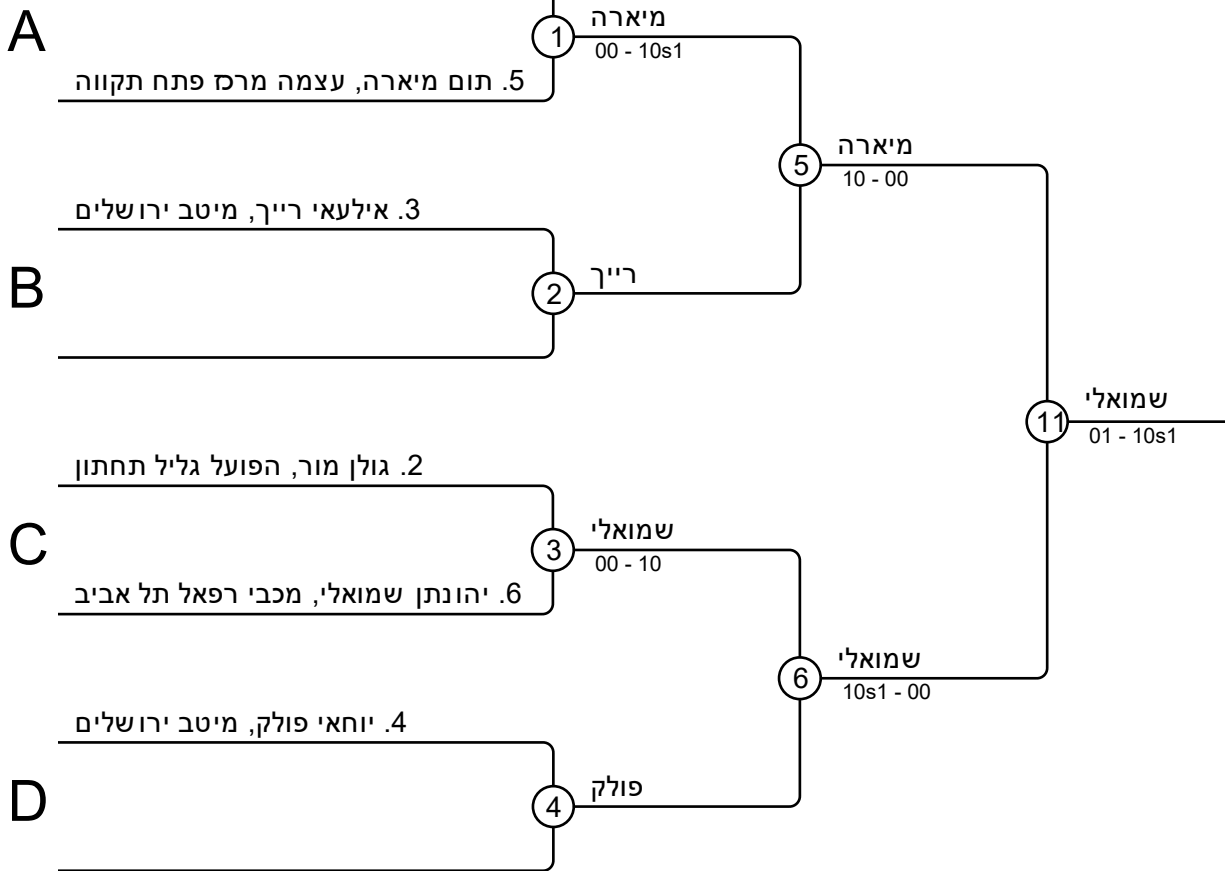 A
1
מיארה
00 - 10s1
5. תום מיארה, עצמה מרכז פתח תקווה
5
מיארה
10 - 00
3. אילעאי רייך, מיטב ירושלים
B
2
רייך
11
שמואלי
01 - 10s1
2. גולן מור, הפועל גליל תחתון
C
3
שמואלי
00 - 10
6. יהונתן שמואלי, מכבי רפאל תל אביב
6
שמואלי
10s1 - 00
4. יוחאי פולק, מיטב ירושלים
D
4
פולק